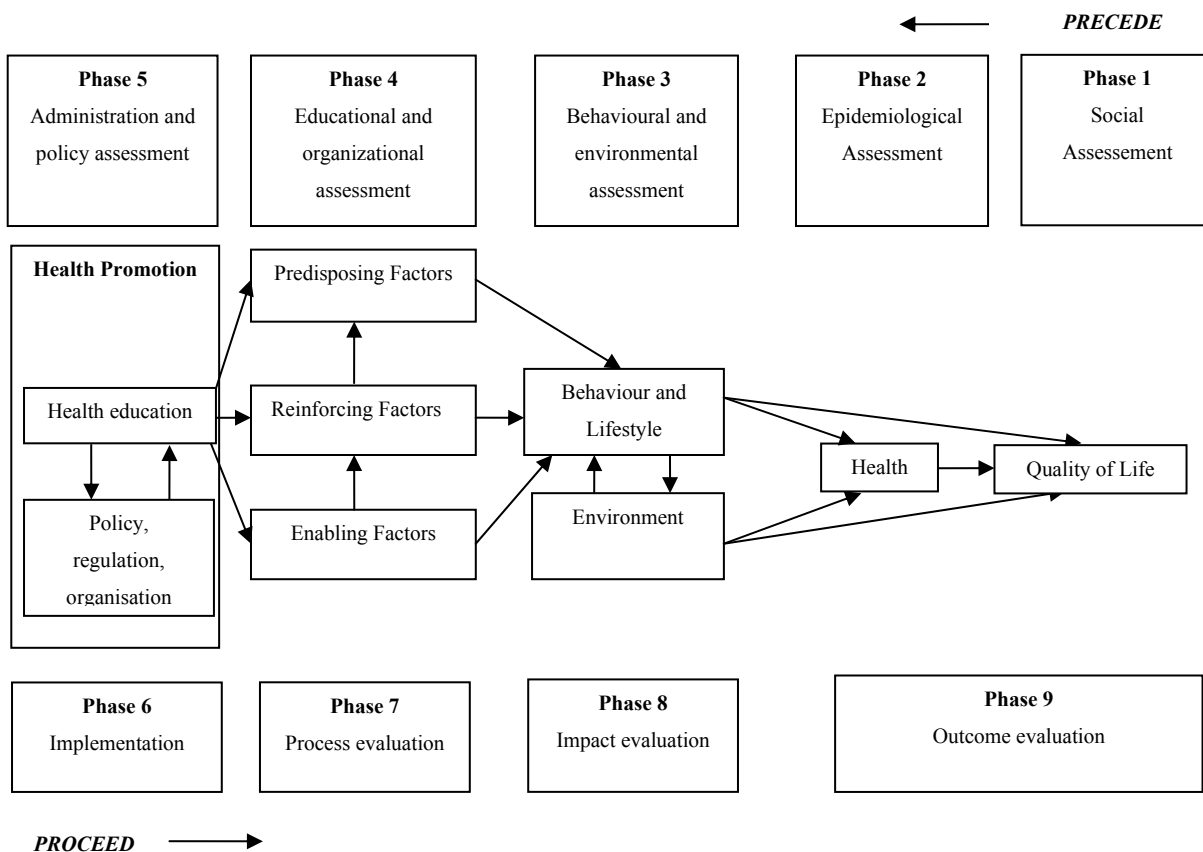 PRECEDE
Phase 5
Administration and
policy assessment
Phase 4
Educational and
organizational
assessment
Phase 3
Behavioural and
environmental
assessment
Phase 2
Epidemiological
Assessment
Phase 1
Social
Assessement
Health Promotion
Health education
Policy,
regulation,
organisation
Predisposing Factors
Reinforcing Factors
Enabling Factors
Behaviour and
Lifestyle
Environment
Health
Quality of Life
Phase 6
Implementation
Phase 7
Process evaluation
Phase 8
Impact evaluation
Phase 9
Outcome evaluation
PROCEED